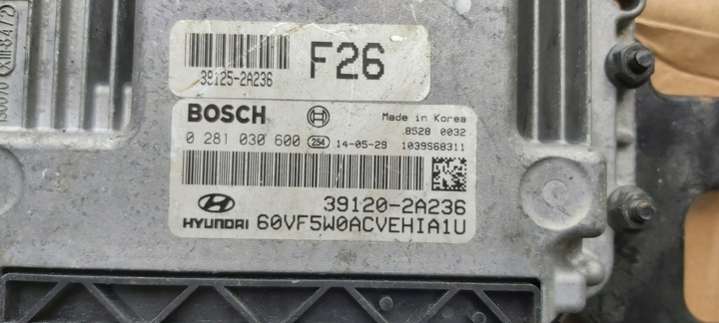 39125-2A236
F26
BOSCH
Made in Korea
0 281 030 600 254 14-05-29
.8528 0032
1039S68311
39120-2A236
HYUNDAI 60VF5W0ACVEHIA1U